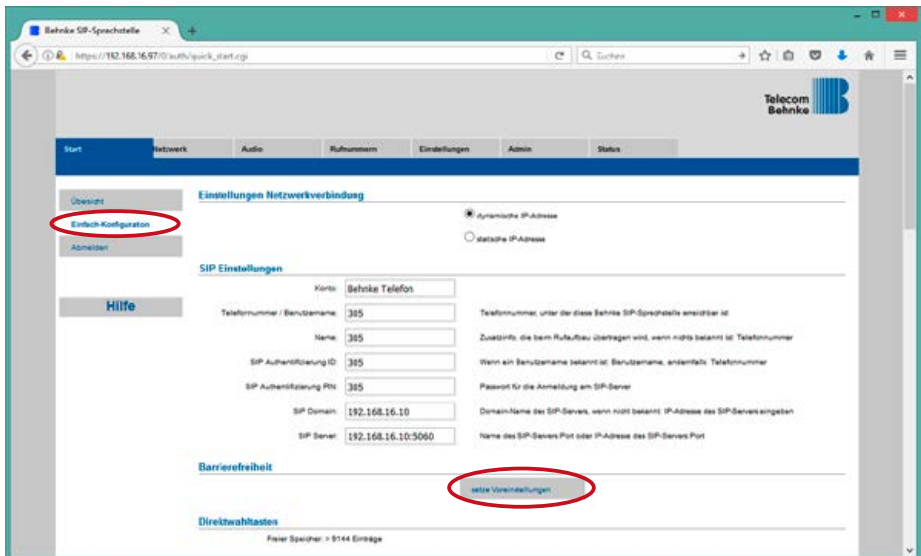 Behnke SIP-Sprechstelle
https://192.168.16.97/0/auth/quick_start.cgi
Suchen
Telecom
Behnke
Start Netzwerk Audio Rufnummern Einstellungen Admin Status
Übersicht
Einfach-Konfiguration
Abmelden
Hilfe
Einstellungen Netzwerkverbindung
dynamische IP-Adresse
statische IP-Adresse
SIP Einstellungen
Konto: Behnke Telefon
Telefonnummer / Benutzername: 305 Telefonnummer, unter der diese Behnke SIP-Sprechstelle erreichbar ist
Name: 305 Zusatzinfo, die beim Rufaufbau übertragen wird, wenn nichts bekannt ist: Telefonnummer
SIP Authentifizierung ID: 305 Wenn ein Benutzername bekannt ist: Benutzername, andernfalls: Telefonnummer
SIP Authentifizierung PIN: 305 Passwort für die Anmeldung am SIP-Server
SIP Domain: 192.168.16.10 Domain-Name des SIP-Servers, wenn nicht bekannt: IP-Adresse des SIP-Servers eingeben
SIP Server: 192.168.16.10:5060 Name des SIP-Servers:Port oder IP-Adresse des SIP-Servers:Port
Barrierefreiheit
setze Voreinstellungen
Direktwahltasten
Freier Speicher: > 9144 Einträge